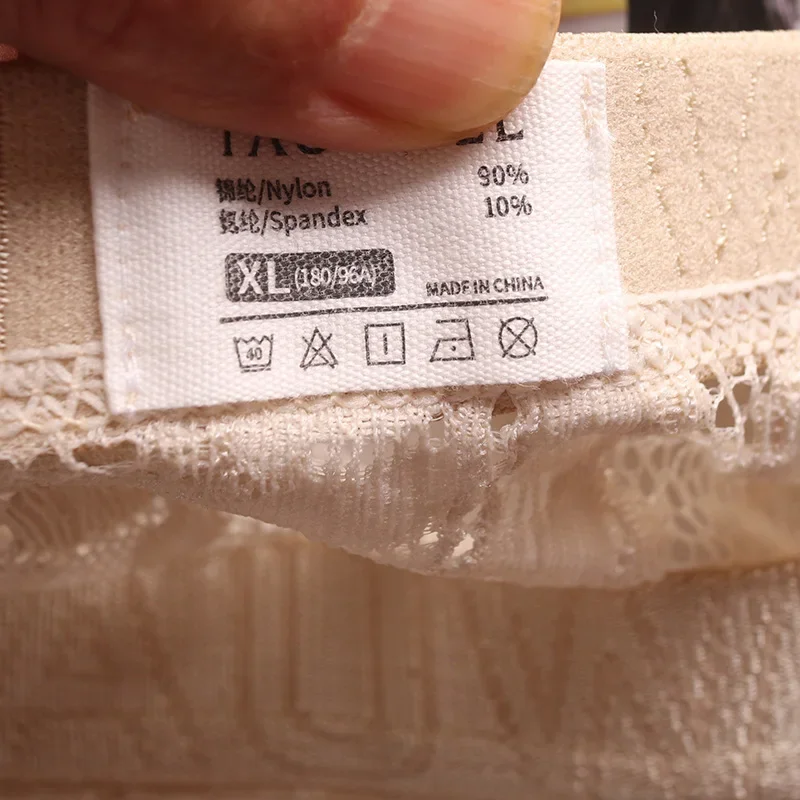 锦纶/Nylon 90%
氨纶/Spandex 10%
XL (180/96A)
MADE IN CHINA
40